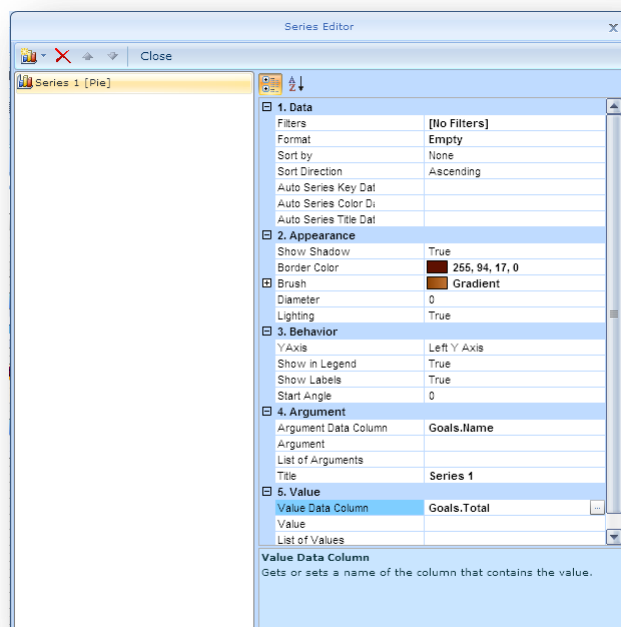 Series Editor
x
Close
Series 1 [Pie]
1. Data
Filters [No Filters]
Format Empty
Sort by None
Sort Direction Ascending
Auto Series Key Dat
Auto Series Color Da
Auto Series Title Dat
2. Appearance
Show Shadow True
Border Color 255, 94, 17, 0
Brush Gradient
Diameter 0
Lighting True
3. Behavior
YAxis Left Y Axis
Show in Legend True
Show Labels True
Start Angle 0
4. Argument
Argument Data Column Goals.Name
Argument
List of Arguments
Title Series 1
5. Value
Value Data Column Goals.Total ...
Value
List of Values
Value Data Column
Gets or sets a name of the column that contains the value.